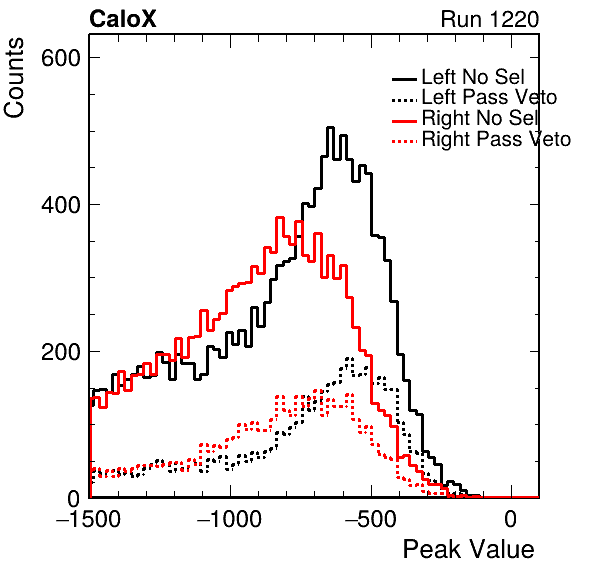 CaloX Run 1220
Counts
600
400
200
0
Left No Sel
Left Pass Veto
Right No Sel
Right Pass Veto
−1500 −1000 −500 0
Peak Value